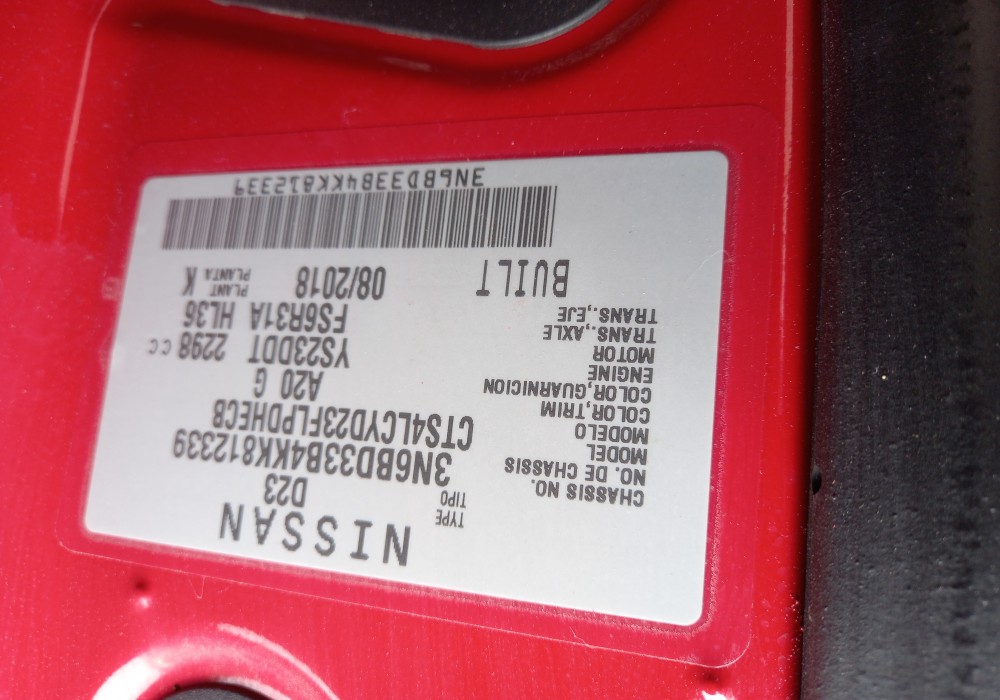 NISSAN
TYPE
TIPO D23
CHASSIS NO.
NO. DE CHASSIS 3N6BD33B4KK812339
MODEL
MODELO CTS4LCYD23FLPDHECB
COLOR,TRIM
COLOR,GUARNICION A20 G
ENGINE
MOTOR YS23DDT 2298 CC
TRANS.,AXLE
TRANS.,EJE FS6R31A HL36
BUILT 08/2018 PLANT
PLANTA K
3N6BD33B4KK812339